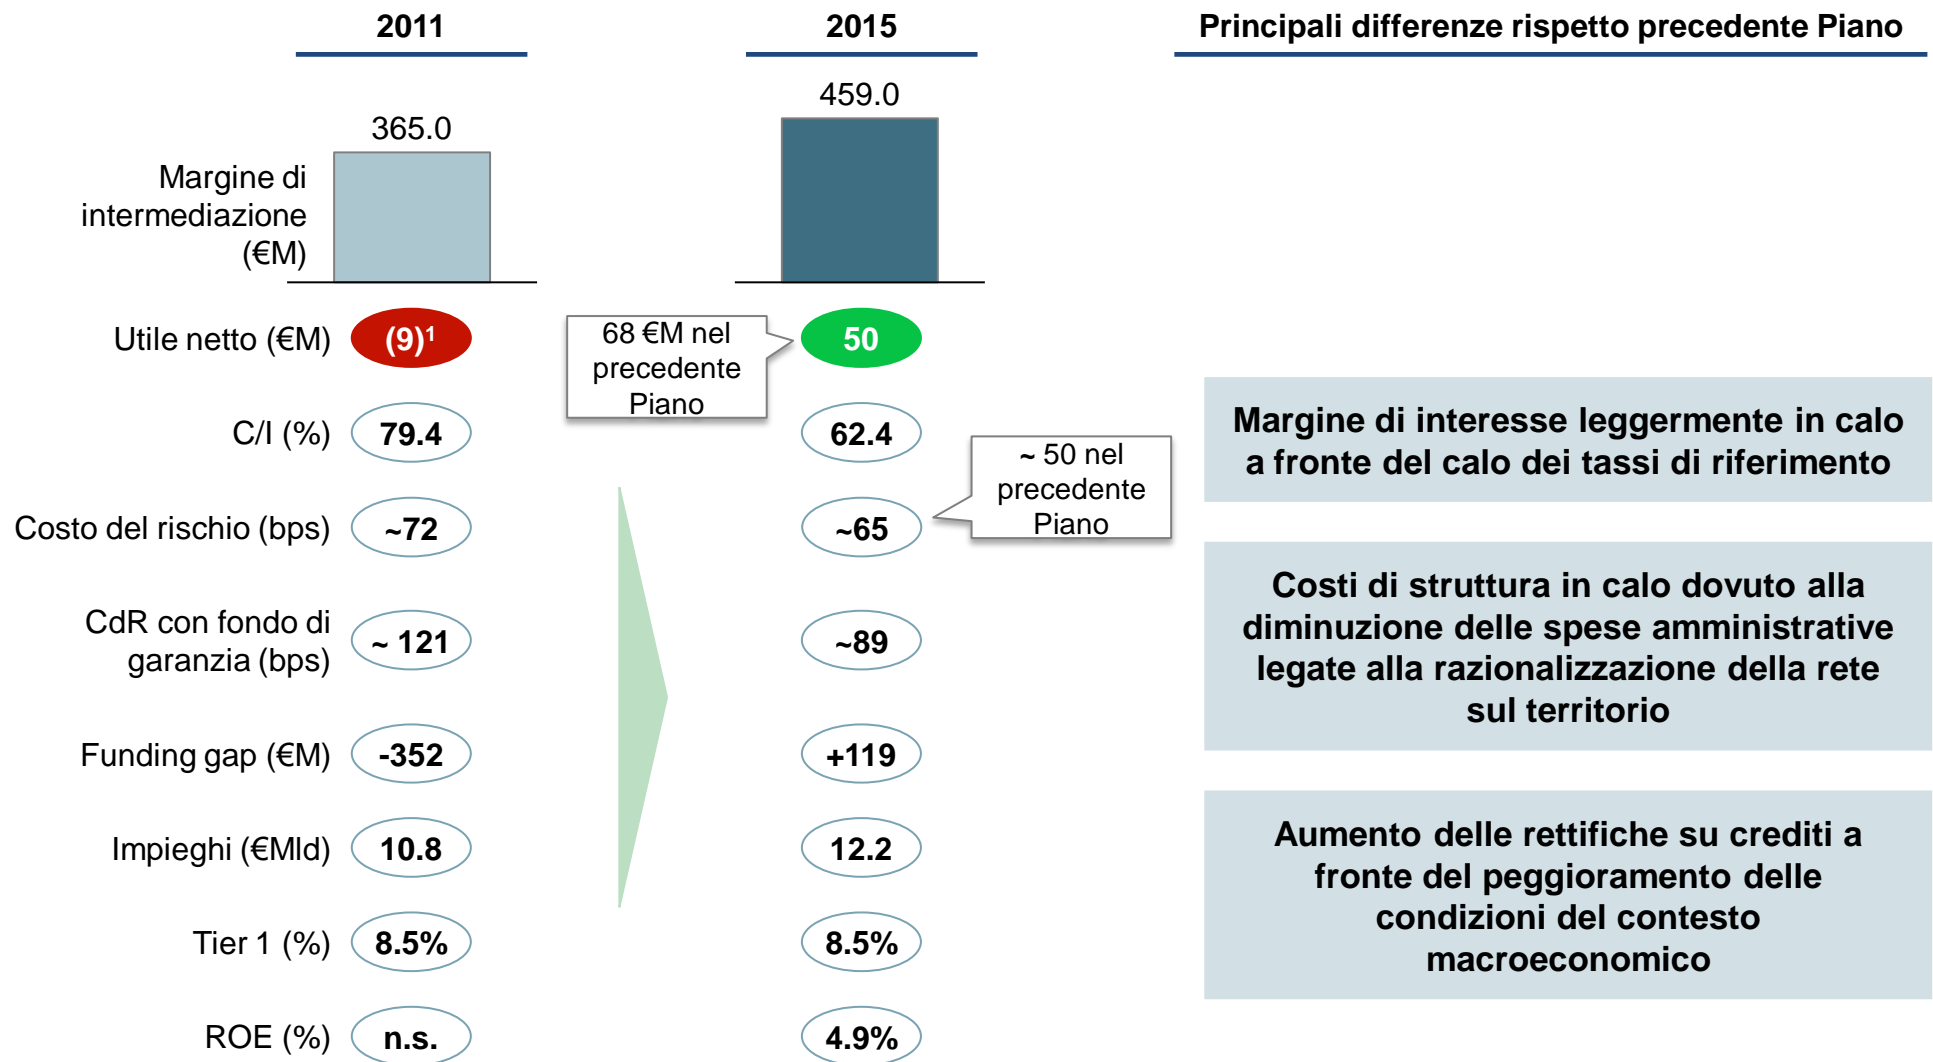 2011
2015
Principali differenze rispetto precedente Piano
365.0
459.0
Margine di
intermediazione
(€M)
Utile netto (€M)
(9)¹
68 €M nel
precedente
Piano
50
C/I (%)
79.4
62.4
~ 50 nel
precedente
Piano
Costo del rischio (bps)
~72
~65
CdR con fondo di
garanzia (bps)
~ 121
~89
Funding gap (€M)
-352
+119
Impieghi (€Mld)
10.8
12.2
Tier 1 (%)
8.5%
8.5%
ROE (%)
n.s.
4.9%
Margine di interesse leggermente in calo
a fronte del calo dei tassi di riferimento
Costi di struttura in calo dovuto alla
diminuzione delle spese amministrative
legate alla razionalizzazione della rete
sul territorio
Aumento delle rettifiche su crediti a
fronte del peggioramento delle
condizioni del contesto
macroeconomico